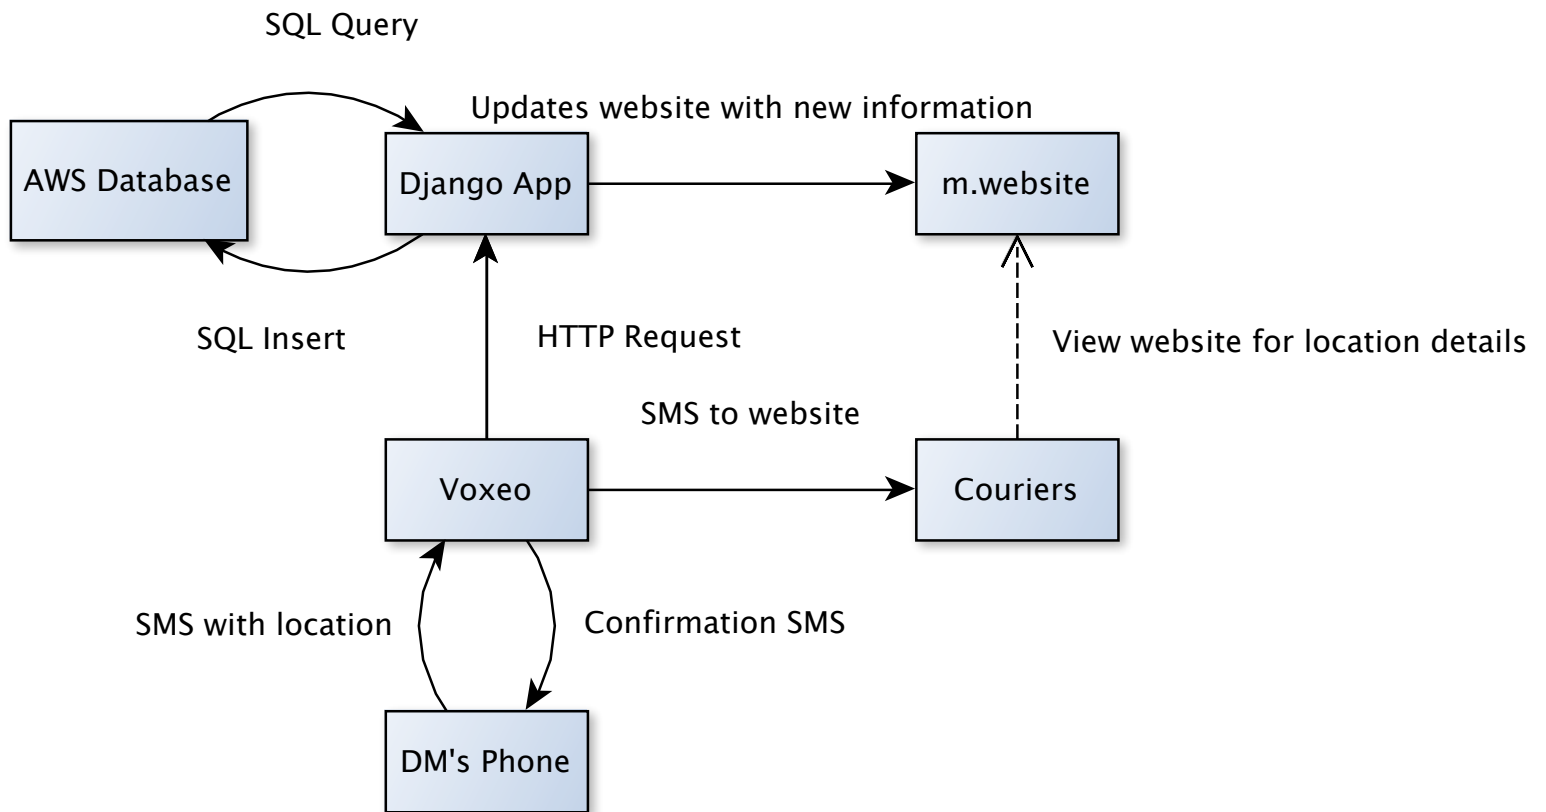 SQL Query
Updates website with new information
AWS Database
Django App
m.website
SQL Insert
HTTP Request
View website for location details
SMS to website
Voxeo
Couriers
SMS with location
Confirmation SMS
DM's Phone